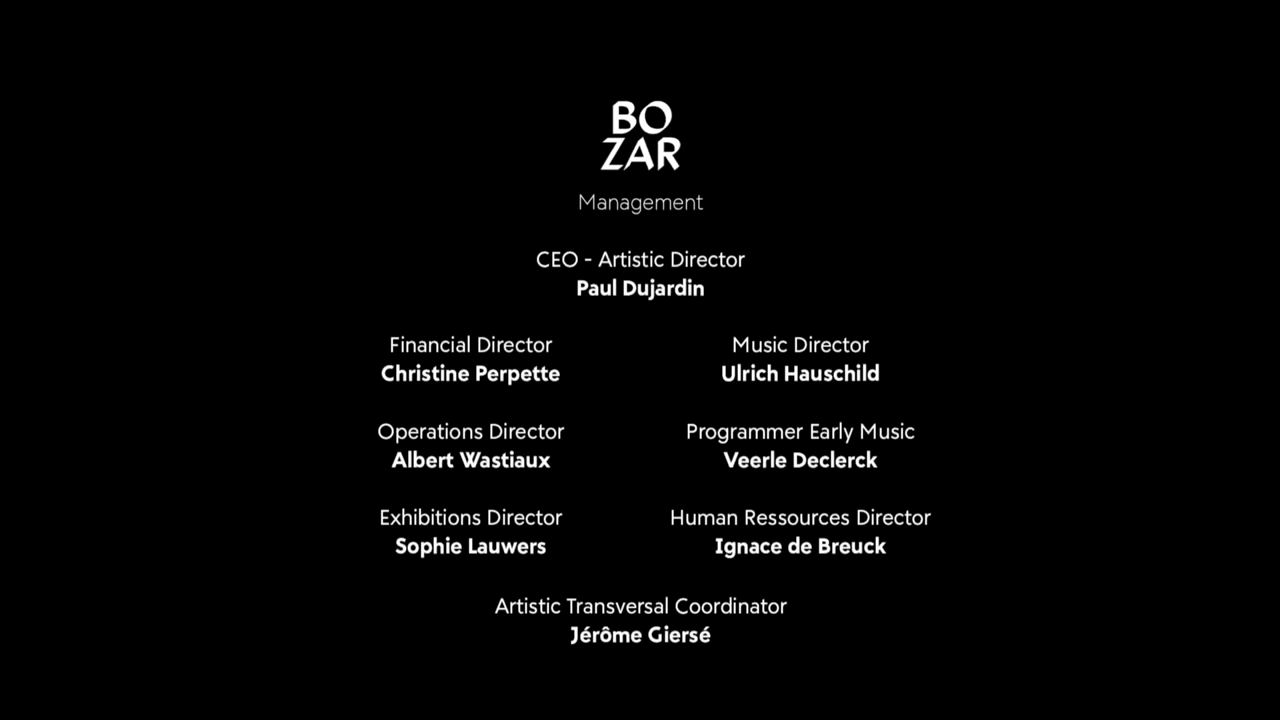 BO
ZAR
Management
CEO - Artistic Director
Paul Dujardin
Financial Director
Christine Perpette
Music Director
Ulrich Hauschild
Operations Director
Albert Wastiaux
Programmer Early Music
Veerle Declerck
Exhibitions Director
Sophie Lauwers
Human Ressources Director
Ignace de Breuck
Artistic Transversal Coordinator
Jérôme Giersé